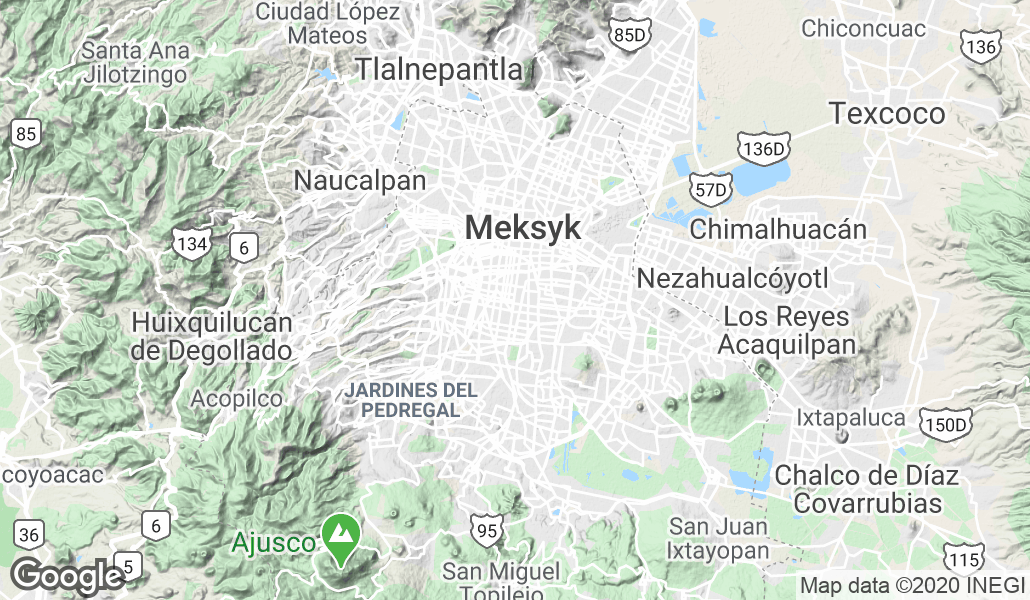 Ciudad López
Mateos
85D
Chiconcuac
136
Santa Ana
Jilotzingo
Tlalnepantla
Texcoco
85
136D
Naucalpan
57D
Meksyk
Chimalhuacán
134
6
Nezahualcóyotl
Huixquilucan
de Degollado
Los Reyes
Acaquilpan
JARDINES DEL
PEDREGAL
Acopilco
Ixtapaluca
150D
coyoacac
Chalco de Díaz
Covarrubias
36
6
Ajusco
95
San Juan
Ixtayopan
5
115
San Miguel
Topilejo
Google
Map data ©2020 INEGI